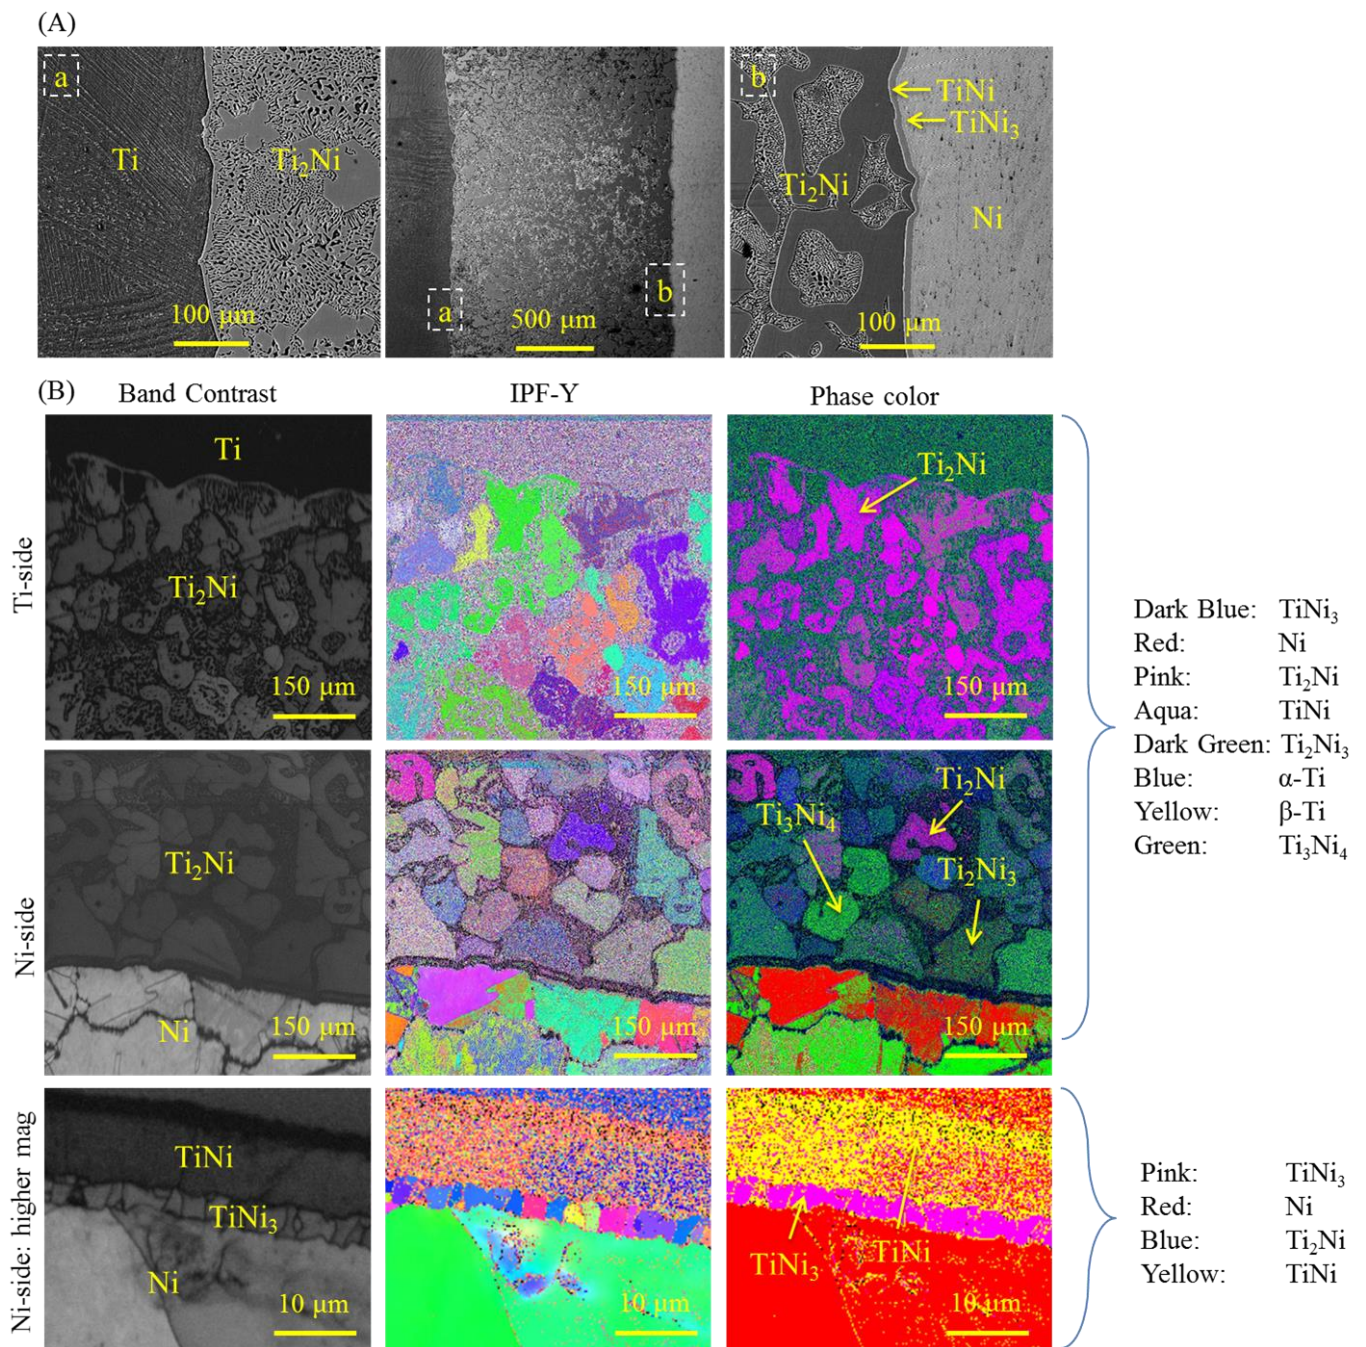 (A)
a
Ti
Ti₂Ni
100 μm
a
b
500 μm
b
TiNi
TiNi₃
Ti₂Ni
Ni
100 μm
(B)
Band Contrast
IPF-Y
Phase color
Ti-side
Ti
Ti₂Ni
150 μm
150 μm
Ti₂Ni
150 μm
Ni-side
Ti₂Ni
Ni
150 μm
150 μm
Ti₂Ni
Ti₃Ni₄
Ti₂Ni₃
150 μm
Ni-side: higher mag
TiNi
TiNi₃
Ni
10 μm
10 μm
TiNi₃
TiNi
10 μm
Dark Blue: TiNi₃
Red: Ni
Pink: Ti₂Ni
Aqua: TiNi
Dark Green: Ti₂Ni₃
Blue: α-Ti
Yellow: β-Ti
Green: Ti₃Ni₄
Pink: TiNi₃
Red: Ni
Blue: Ti₂Ni
Yellow: TiNi